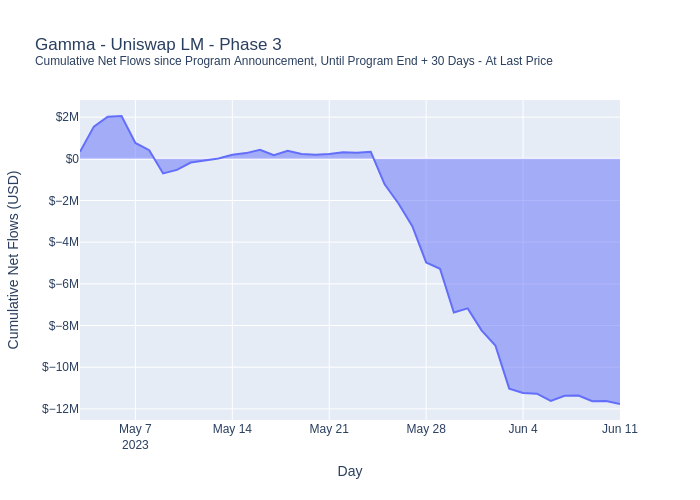 Gamma - Uniswap LM - Phase 3
Cumulative Net Flows since Program Announcement, Until Program End + 30 Days - At Last Price
Cumulative Net Flows (USD)
$2M
$0
$−2M
$−4M
$−6M
$−8M
$−10M
$−12M
May 7
2023
May 14
May 21
May 28
Jun 4
Jun 11
Day